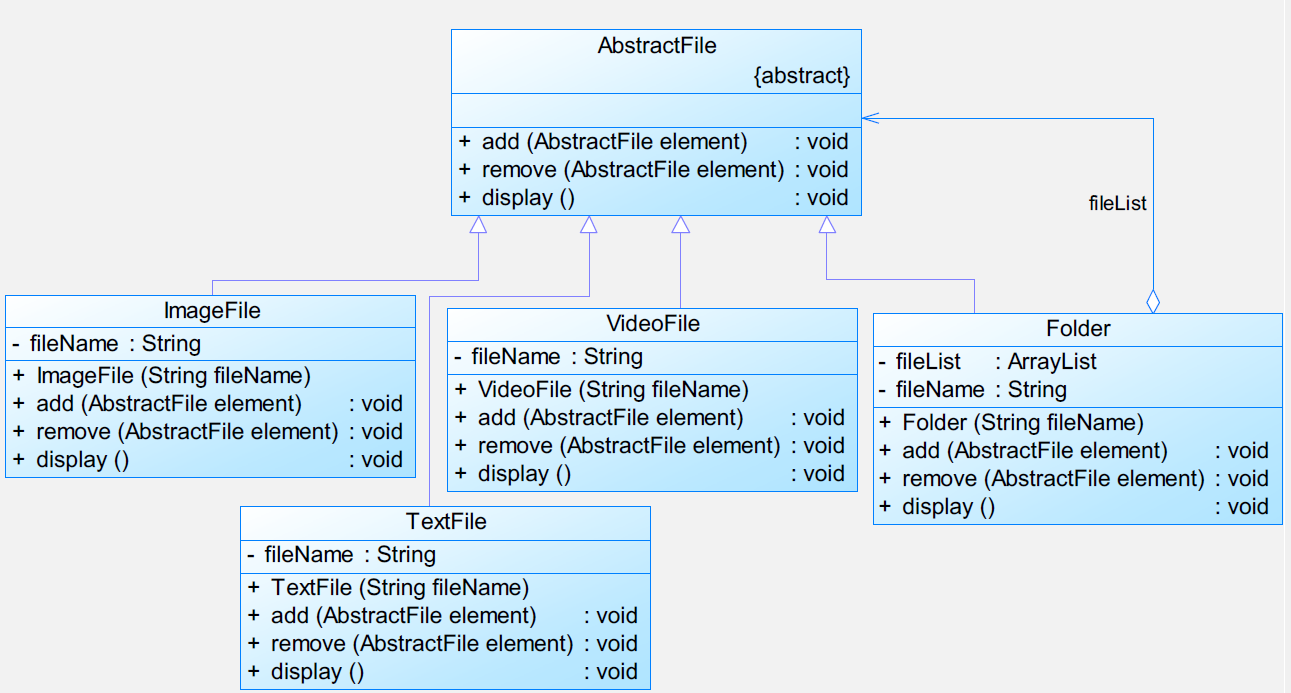 AbstractFile
{abstract}
+ add (AbstractFile element) : void
+ remove (AbstractFile element) : void
+ display () : void
fileList
ImageFile
- fileName : String
+ ImageFile (String fileName)
+ add (AbstractFile element) : void
+ remove (AbstractFile element) : void
+ display () : void
VideoFile
- fileName : String
+ VideoFile (String fileName)
+ add (AbstractFile element) : void
+ remove (AbstractFile element) : void
+ display () : void
Folder
- fileList : ArrayList
- fileName : String
+ Folder (String fileName)
+ add (AbstractFile element) : void
+ remove (AbstractFile element) : void
+ display () : void
TextFile
- fileName : String
+ TextFile (String fileName)
+ add (AbstractFile element) : void
+ remove (AbstractFile element) : void
+ display () : void